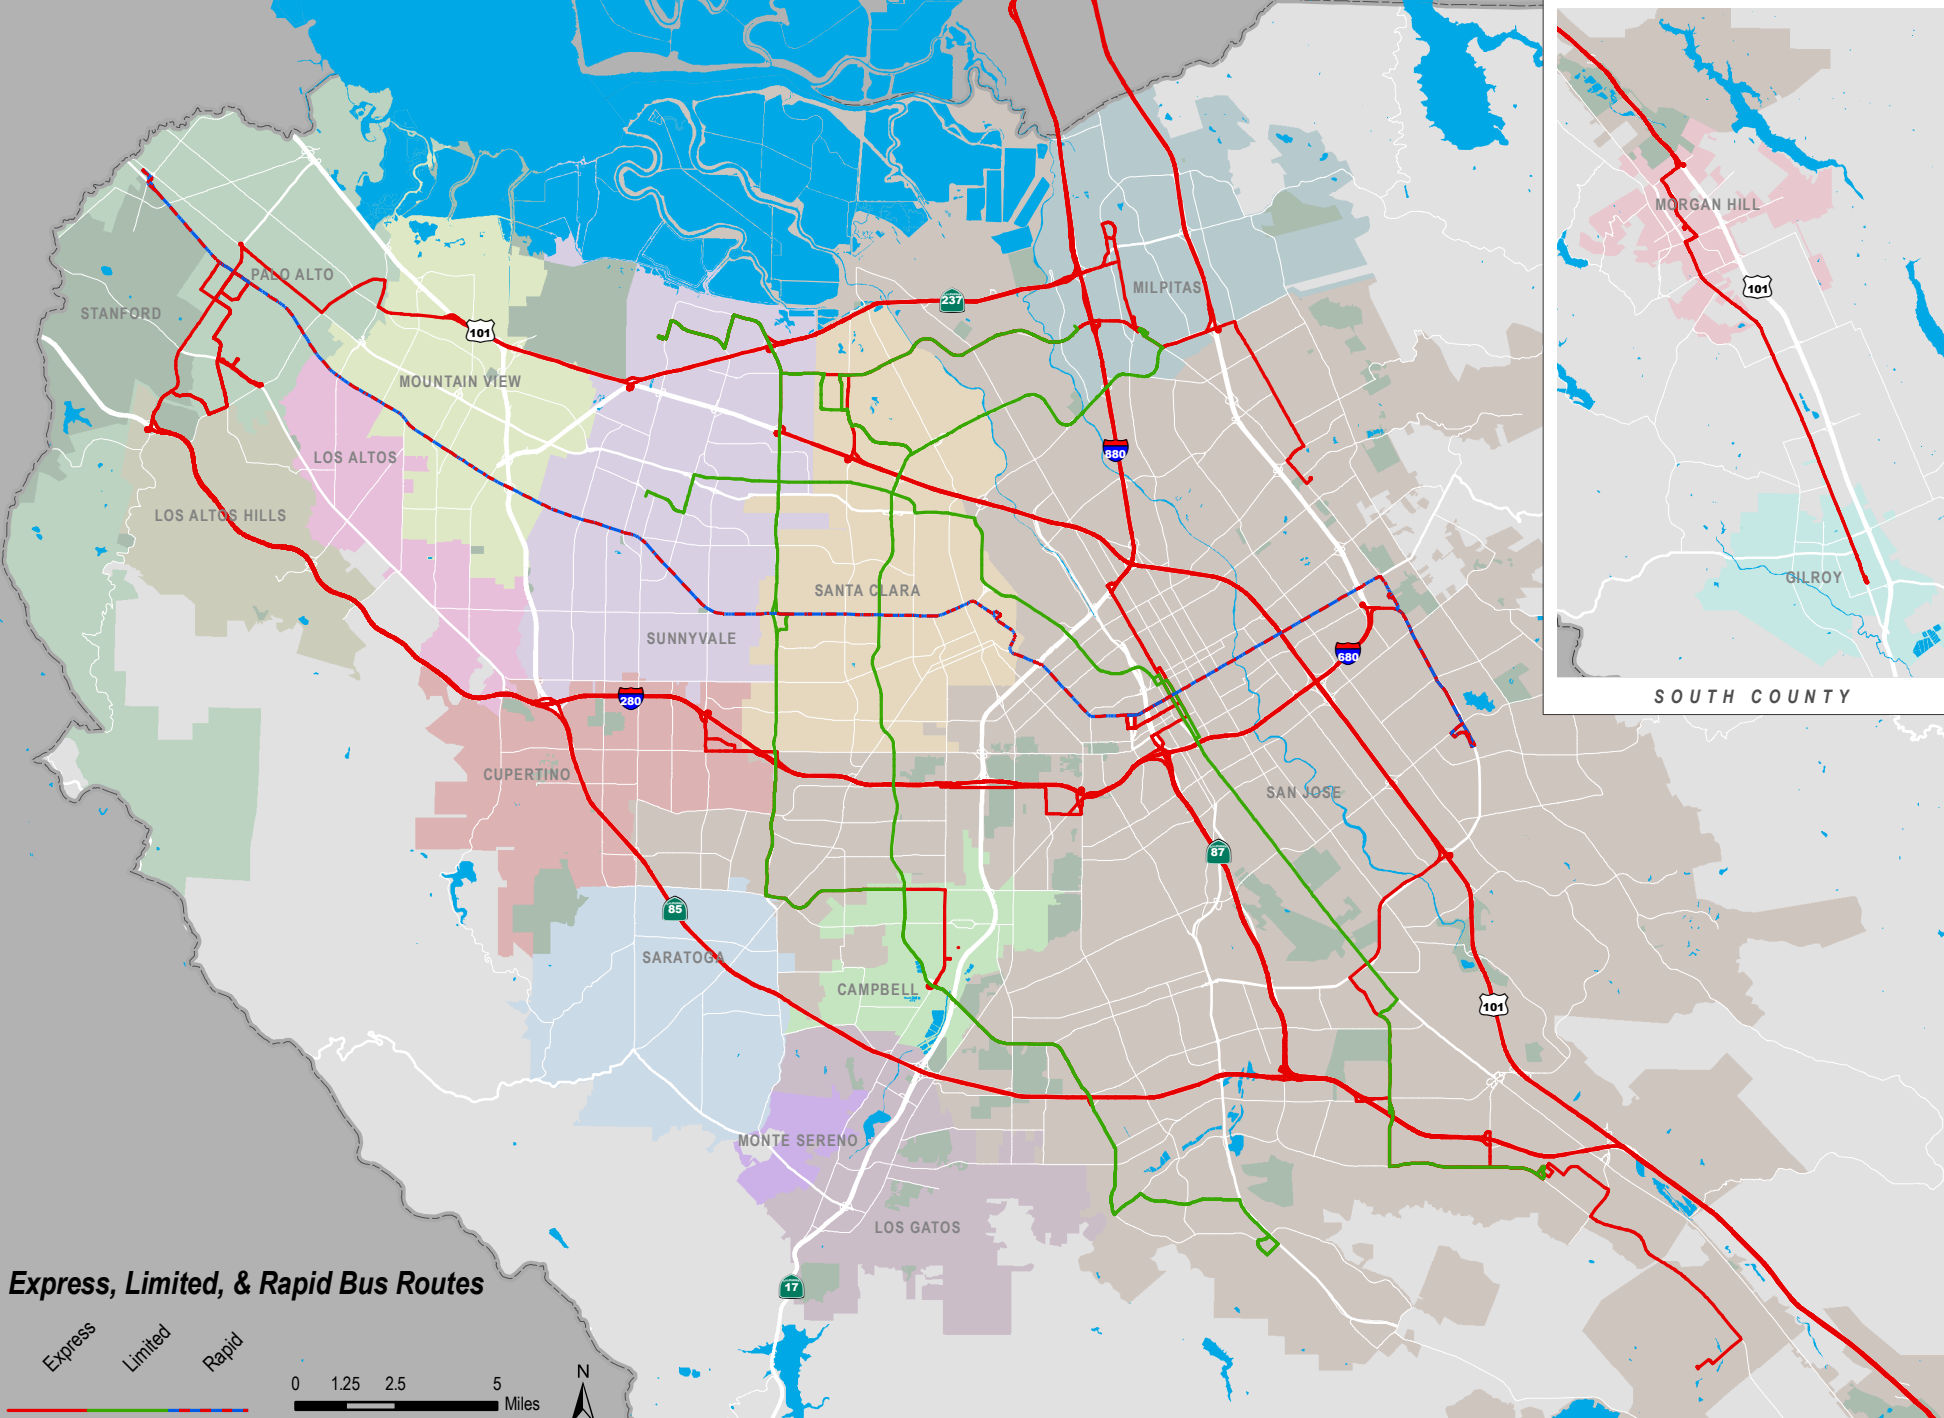 237
PALO ALTO
MILPITAS
STANFORD
101
MOUNTAIN VIEW
880
LOS ALTOS
LOS ALTOS HILLS
SANTA CLARA
SUNNYVALE
680
280
CUPERTINO
SAN JOSE
87
85
SARATOGA
CAMPBELL
101
MONTE SERENO
LOS GATOS
17
MORGAN HILL
101
GILROY
SOUTH COUNTY
Express, Limited, & Rapid Bus Routes
Express
Limited
Rapid
0 1.25 2.5 5
Miles
N